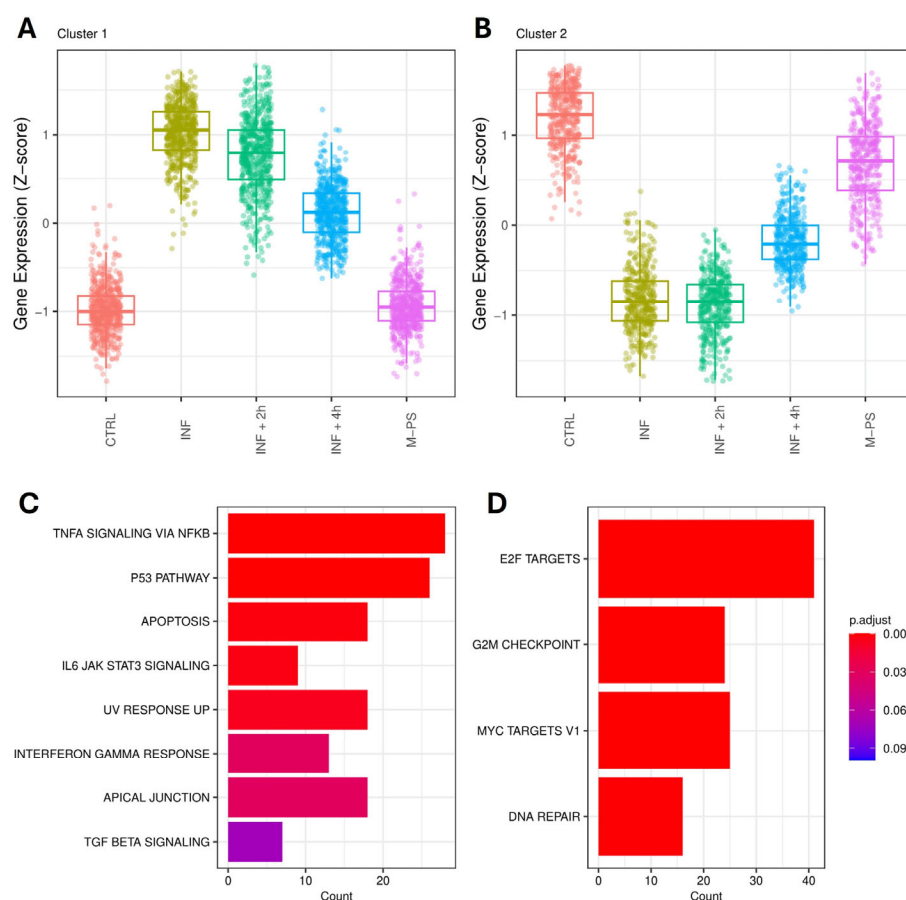 A
Cluster 1
Gene Expression (Z−score)
1
0
−1
CTRL
INF
INF + 2h
INF + 4h
M−PS
B
Cluster 2
Gene Expression (Z−score)
1
0
−1
CTRL
INF
INF + 2h
INF + 4h
M−PS
C
TNFA SIGNALING VIA NFKB
P53 PATHWAY
APOPTOSIS
IL6 JAK STAT3 SIGNALING
UV RESPONSE UP
INTERFERON GAMMA RESPONSE
APICAL JUNCTION
TGF BETA SIGNALING
0 10 20
Count
D
E2F TARGETS
G2M CHECKPOINT
MYC TARGETS V1
DNA REPAIR
0 10 20 30 40
Count
p.adjust
0.00
0.03
0.06
0.09